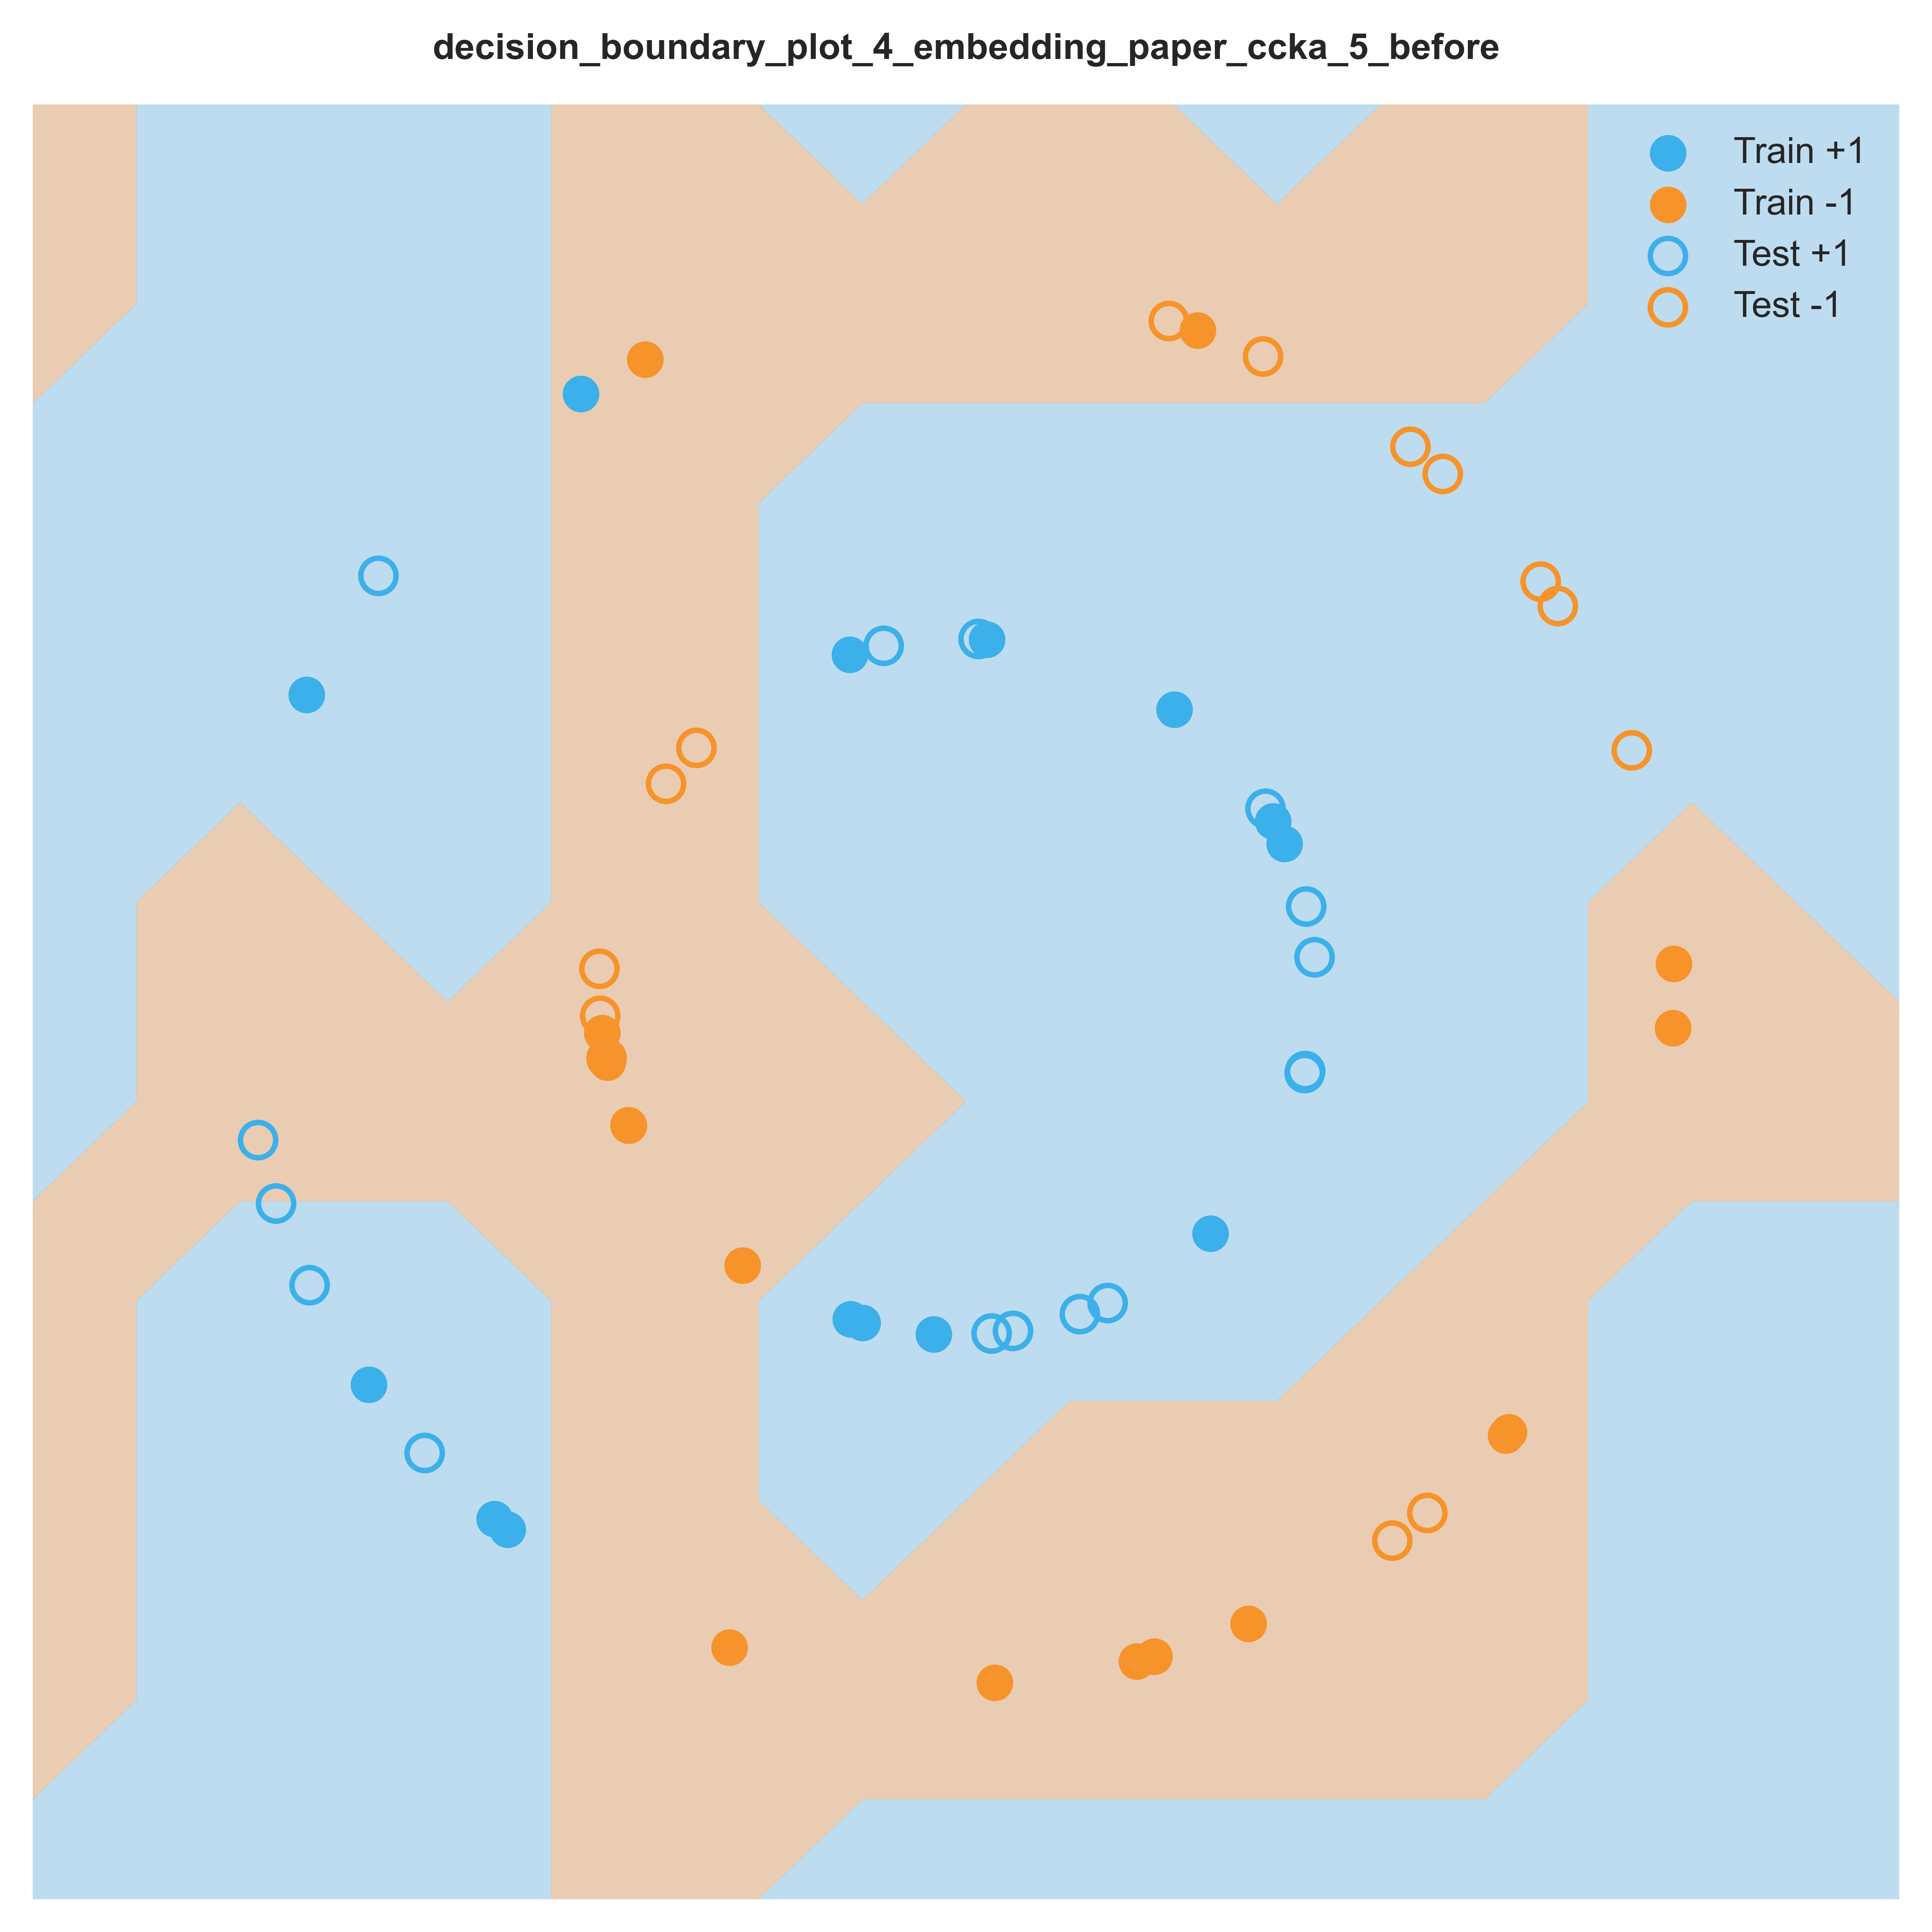 decision_boundary_plot_4_embedding_paper_ccka_5_before
Train +1
Train -1
Test +1
Test -1